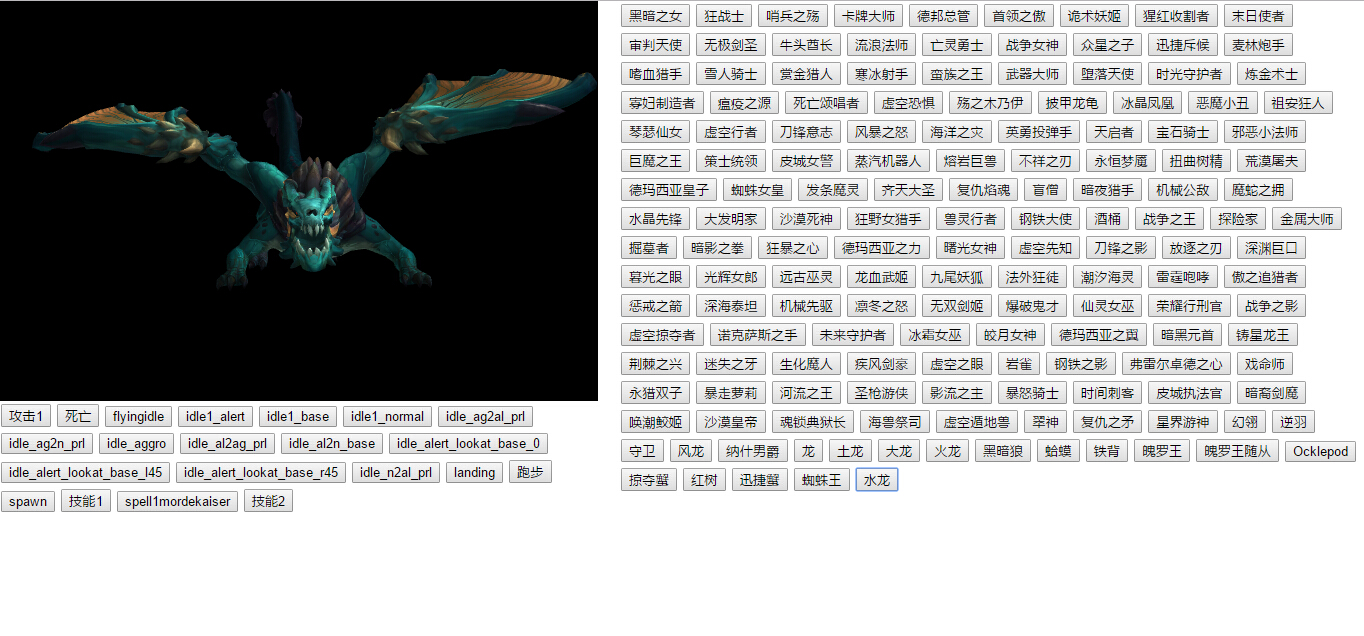 黑暗之女 狂战士 哨兵之殇 卡牌大师 德邦总管 首领之傲 诡术妖姬 猩红收割者 末日使者
审判天使 无极剑圣 牛头酋长 流浪法师 亡灵勇士 战争女神 众星之子 迅捷斥候 麦林炮手
嗜血猎手 雪人骑士 赏金猎人 寒冰射手 蛮族之王 武器大师 堕落天使 时光守护者 炼金术士
寡妇制造者 瘟疫之源 死亡颂唱者 虚空恐惧 殇之木乃伊 披甲龙龟 冰晶凤凰 恶魔小丑 祖安狂人
琴瑟仙女 虚空行者 刀锋意志 风暴之怒 海洋之灾 英勇投弹手 天启者 宝石骑士 邪恶小法师
巨魔之王 策士统领 皮城女警 蒸汽机器人 熔岩巨兽 不祥之刃 永恒梦魇 扭曲树精 荒漠屠夫
德玛西亚皇子 蜘蛛女皇 发条魔灵 齐天大圣 复仇焰魂 盲僧 暗夜猎手 机械公敌 魔蛇之拥
水晶先锋 大发明家 沙漠死神 狂野女猎手 兽灵行者 钢铁大使 酒桶 战争之王 探险家 金属大师
掘墓者 暗影之拳 狂暴之心 德玛西亚之力 曙光女神 虚空先知 刀锋之影 放逐之刃 深渊巨口
暮光之眼 光辉女郎 远古巫灵 龙血武姬 九尾妖狐 法外狂徒 潮汐海灵 雷霆咆哮 傲之追猎者
惩戒之箭 深海泰坦 机械先驱 凛冬之怒 无双剑姬 爆破鬼才 仙灵女巫 荣耀行刑官 战争之影
虚空掠夺者 诺克萨斯之手 未来守护者 冰霜女巫 皎月女神 德玛西亚之翼 暗黑元首 铸星龙王
荆棘之兴 迷失之牙 生化魔人 疾风剑豪 虚空之眼 岩雀 钢铁之影 弗雷尔卓德之心 戏命师
永猎双子 暴走萝莉 河流之王 圣枪游侠 影流之主 暴怒骑士 时间刺客 皮城执法官 暗裔剑魔
唤潮鲛姬 沙漠皇帝 魂锁典狱长 海兽祭司 虚空遁地兽 翠神 复仇之矛 星界游神 幻翎 逆羽
守卫 风龙 纳什男爵 龙 土龙 大龙 火龙 黑暗狼 蛤蟆 铁背 魄罗王 魄罗王随从 Ocklepod
掠夺蟹 红树 迅捷蟹 蜘蛛王 水龙
攻击1 死亡 flyingidle idle1_alert idle1_base idle1_normal idle_ag2al_prl
idle_ag2n_prl idle_aggro idle_al2ag_prl idle_al2n_base idle_alert_lookat_base_0
idle_alert_lookat_base_l45 idle_alert_lookat_base_r45 idle_n2al_prl landing 跑步
spawn 技能1 spell1mordekaiser 技能2